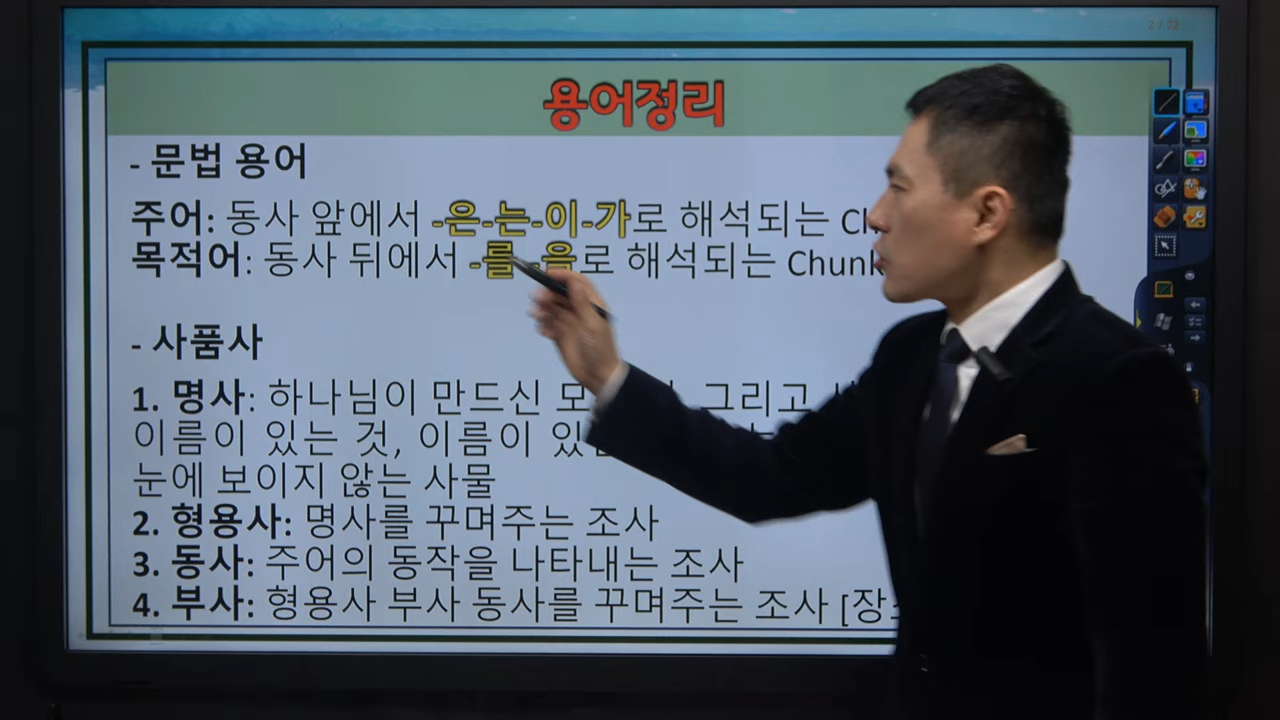 2 / 22
용어정리
- 문법 용어
주어: 동사 앞에서 -은-는-이-가로 해석되는
목적어: 동사 뒤에서 -를 -을로 해석되는 Chunk
- 사품사
1. 명사: 하나님이 만드신 그리고
이름이 있는 것, 이름이
눈에 보이지 않는 사물
2. 형용사: 명사를 꾸며주는 조사
3. 동사: 주어의 동작을 나타내는 조사
4. 부사: 형용사 부사 동사를 꾸며주는 조사